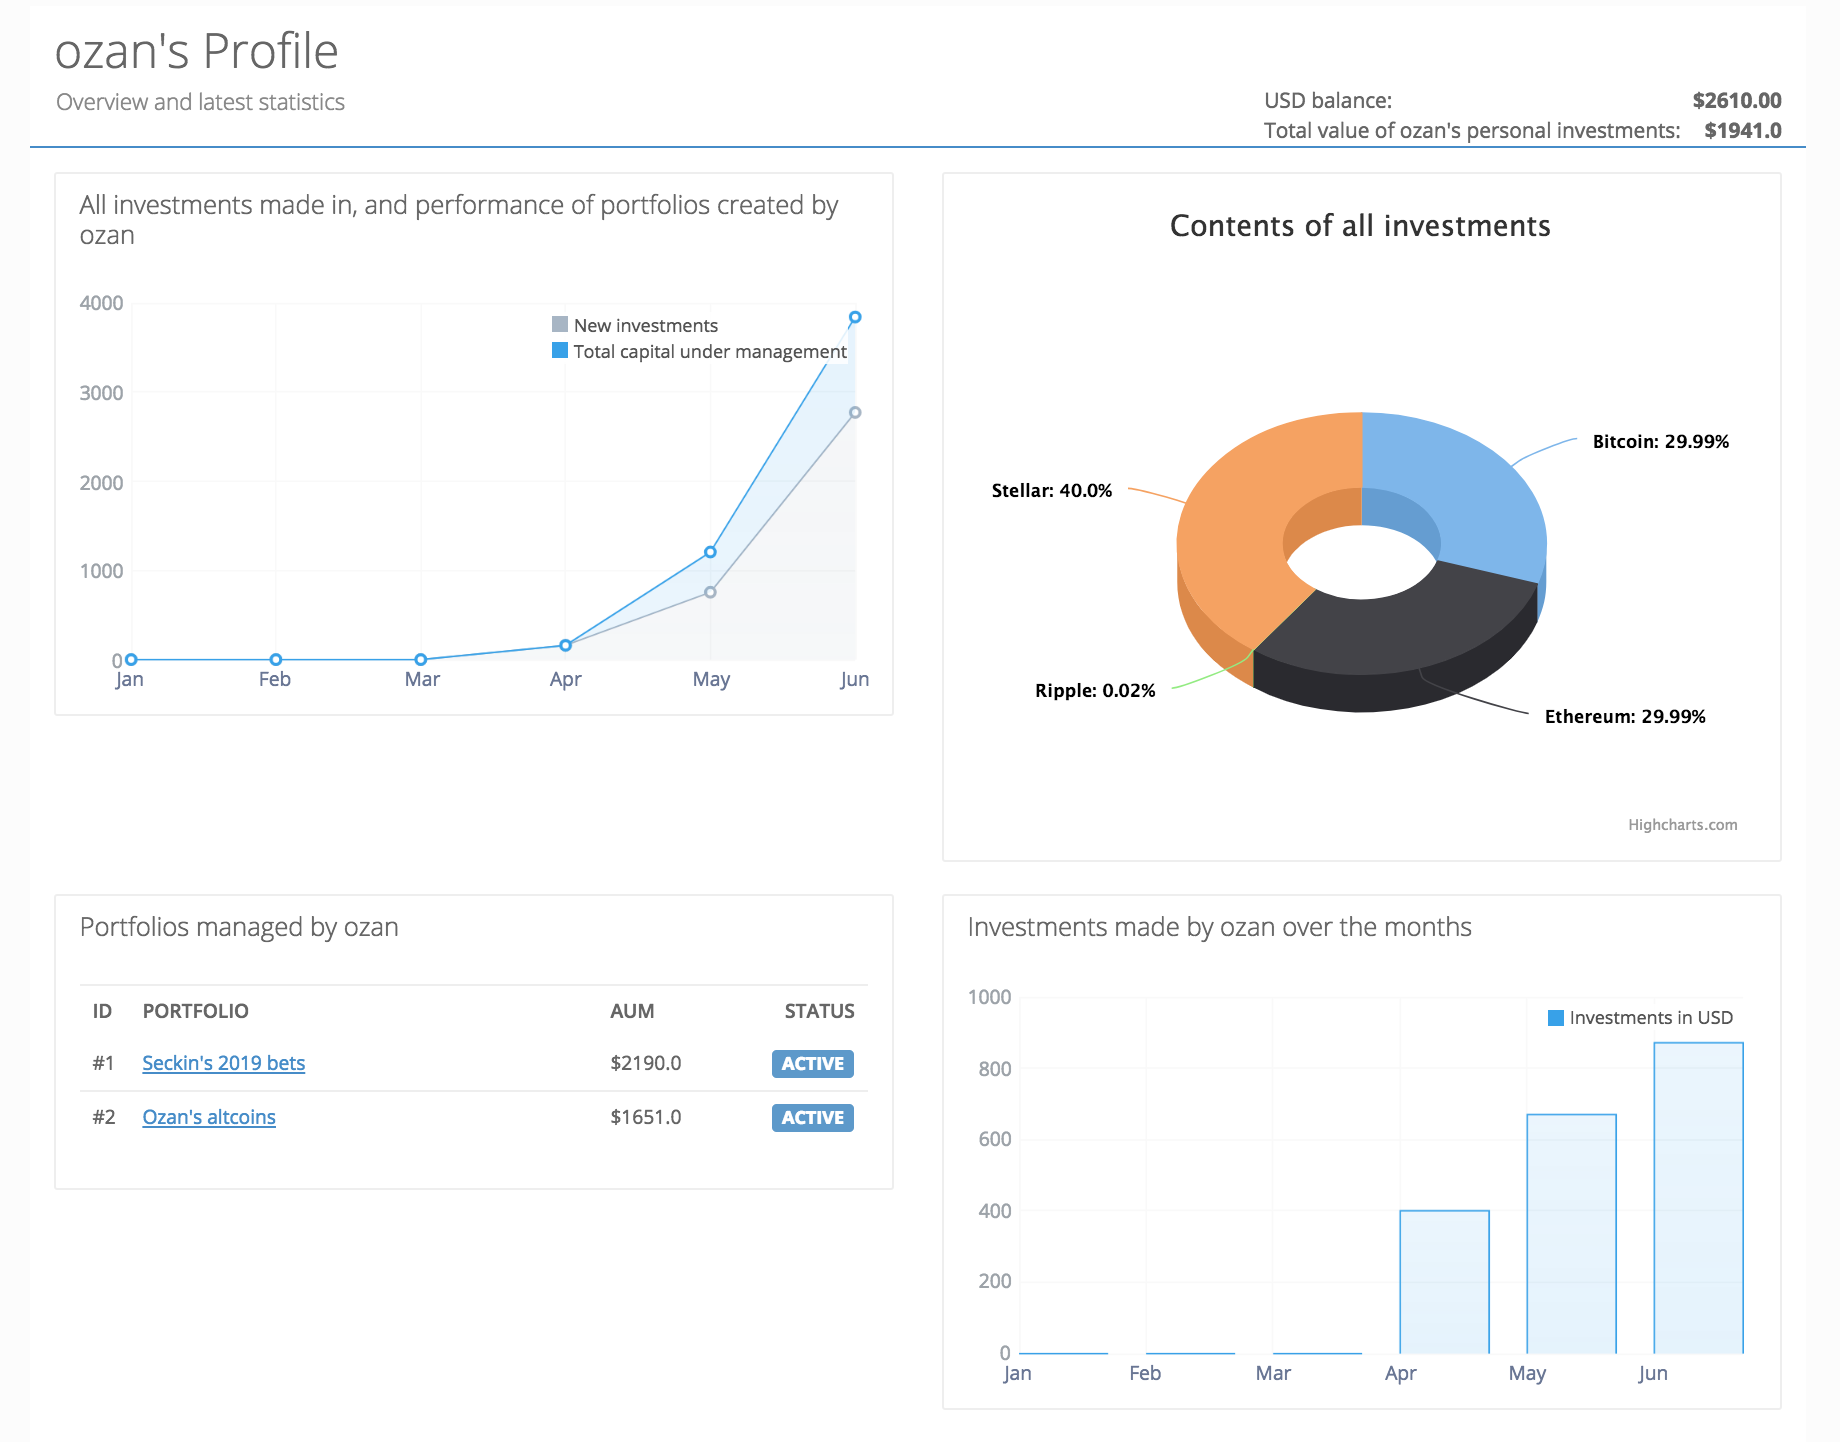 ozan's Profile
Overview and latest statistics
USD balance: $2610.00
Total value of ozan's personal investments: $1941.0
All investments made in, and performance of portfolios created by
ozan
4000
3000
2000
1000
0
New investments
Total capital under management
Jan Feb Mar Apr May Jun
Contents of all investments
Bitcoin: 29.99%
Stellar: 40.0%
Ripple: 0.02%
Ethereum: 29.99%
Highcharts.com
Portfolios managed by ozan
ID PORTFOLIO AUM STATUS
#1 Seckin's 2019 bets $2190.0 ACTIVE
#2 Ozan's altcoins $1651.0 ACTIVE
Investments made by ozan over the months
1000
800
600
400
200
0
Investments in USD
Jan Feb Mar Apr May Jun